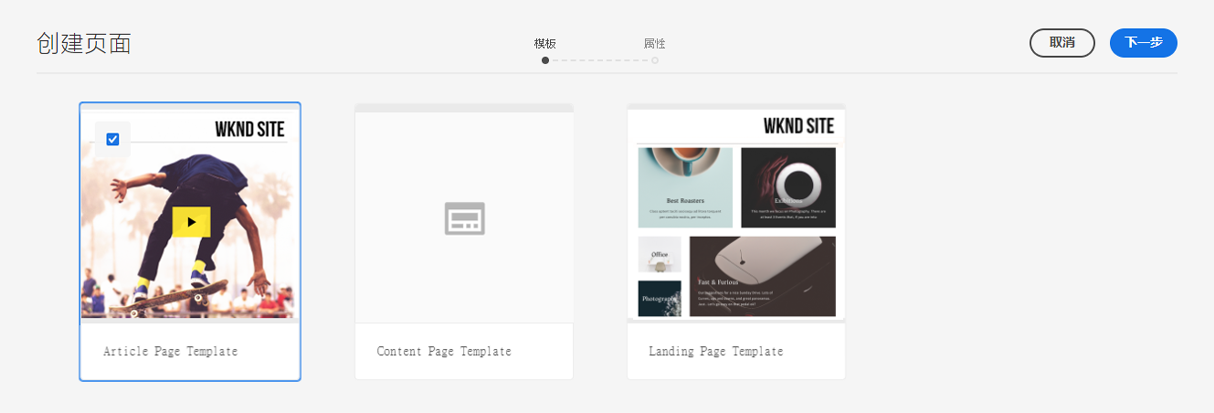 创建页面
模板
属性
取消
下一步
WKND SITE
WKND SITE
Best Roasters
Office
Fast & Furious
Photography
Article Page Template
Content Page Template
Landing Page Template